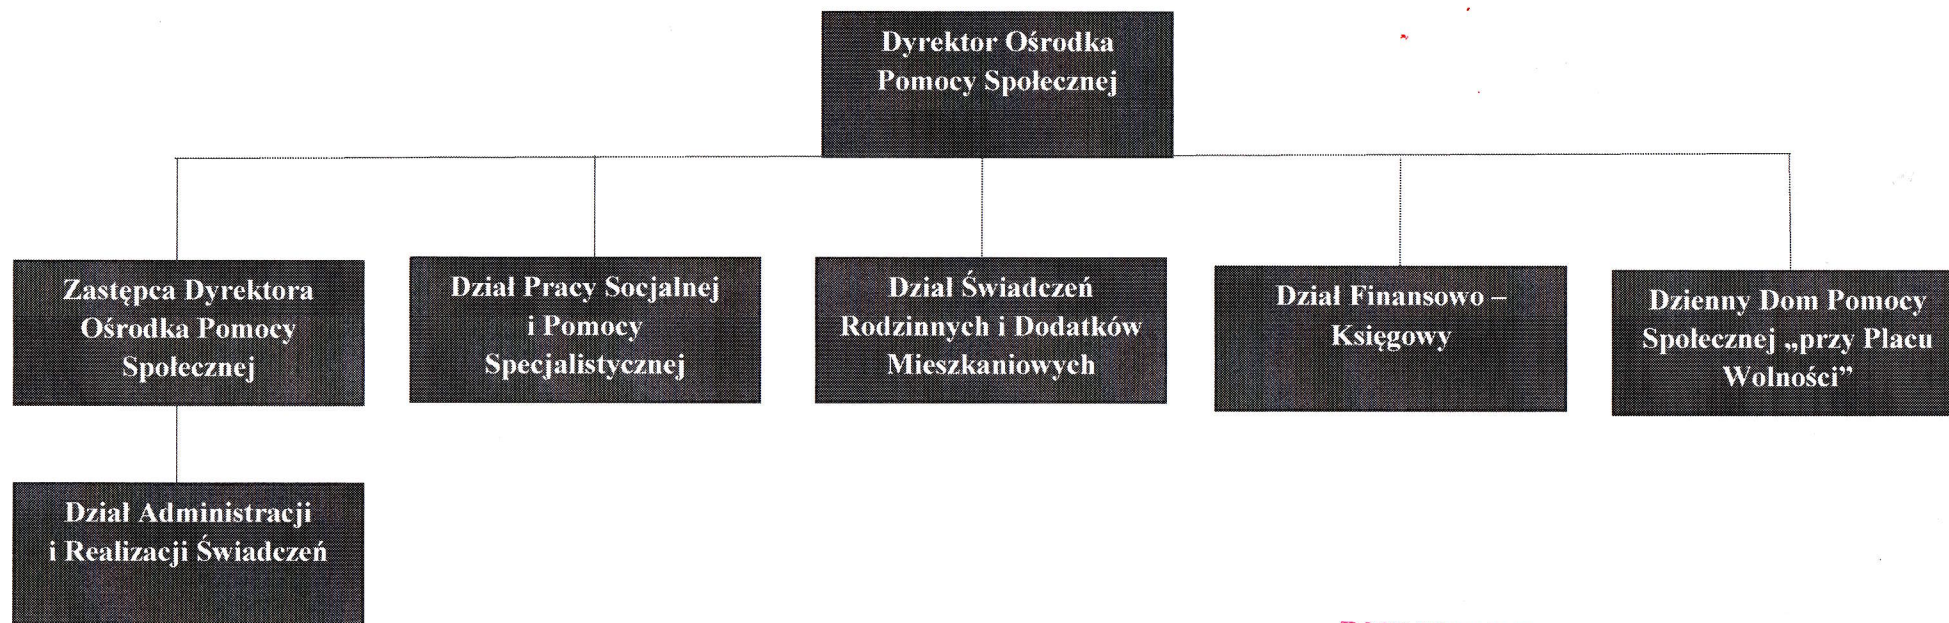 Dyrektor Ośrodka
Pomocy Społecznej
Zastępca Dyrektora
Ośrodka Pomocy
Społecznej
Dział Pracy Socjalnej
i Pomocy
Specjalistycznej
Dział Świadczeń
Rodzinnych i Dodatków
Mieszkaniowych
Dział Finansowo –
Księgowy
Dzienny Dom Pomocy
Społecznej „przy Placu
Wolności”
Dział Administracji
i Realizacji Świadczeń